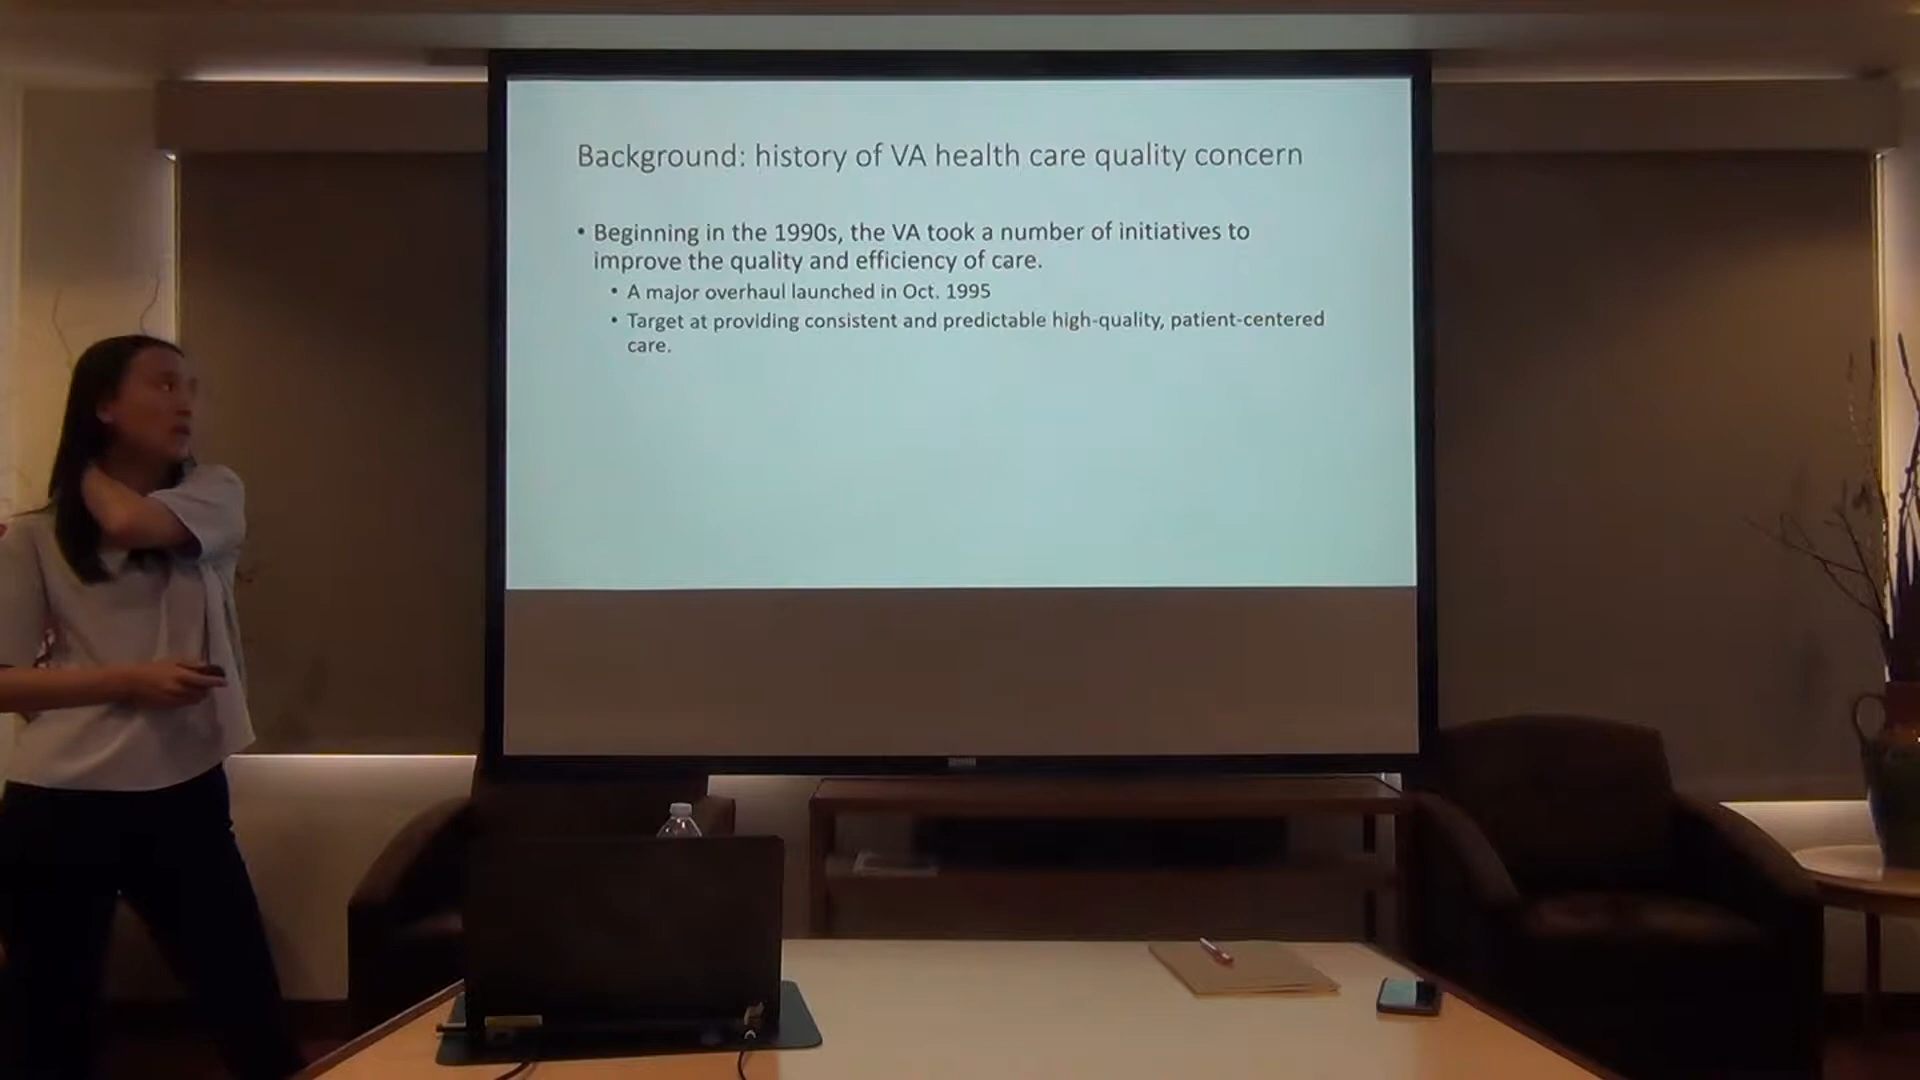 Background: history of VA health care quality concern
• Beginning in the 1990s, the VA took a number of initiatives to
improve the quality and efficiency of care.
• A major overhaul launched in Oct. 1995
• Target at providing consistent and predictable high-quality, patient-centered
care.